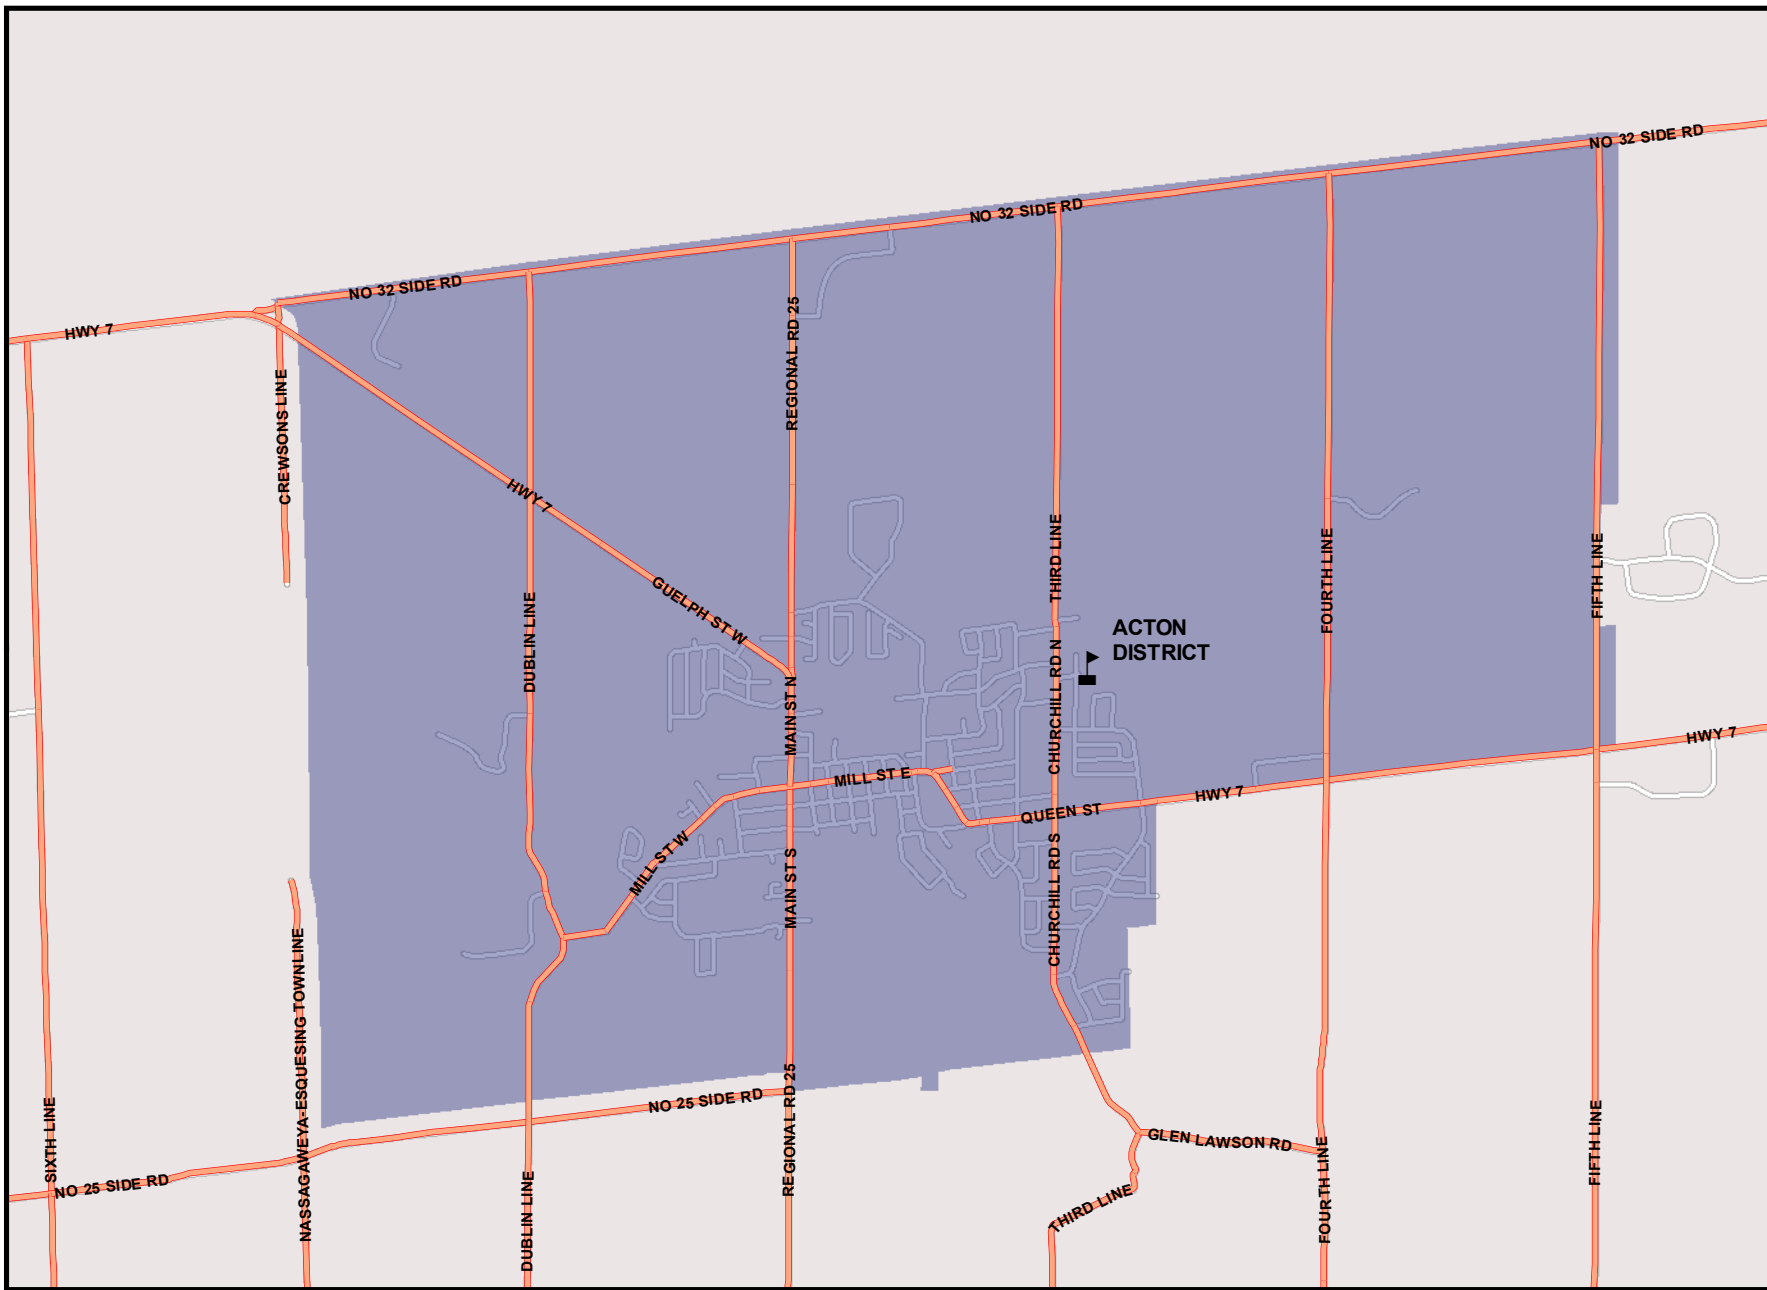 NO 32 SIDE RD
NO 32 SIDE RD
NO 32 SIDE RD
HWY 7
CREWSONS LINE
REGIONAL RD 25
HWY 7
THIRD LINE
FOURTH LINE
FIFTH LINE
DUBLIN LINE
GUELPH ST W
ACTON
DISTRICT
MAIN ST N
CHURCHILL RD N
HWY 7
MILL ST E
HWY 7
QUEEN ST
MILL ST W
MAIN ST S
CHURCHILL RD S
NASSAGAWEYA-ESQUESING TOWNLINE
NO 25 SIDE RD
REGIONAL RD 25
SIXTH LINE
GLEN LAWSON RD
FOURTH LINE
FIFTH LINE
NO 25 SIDE RD
DUBLIN LINE
THIRD LINE